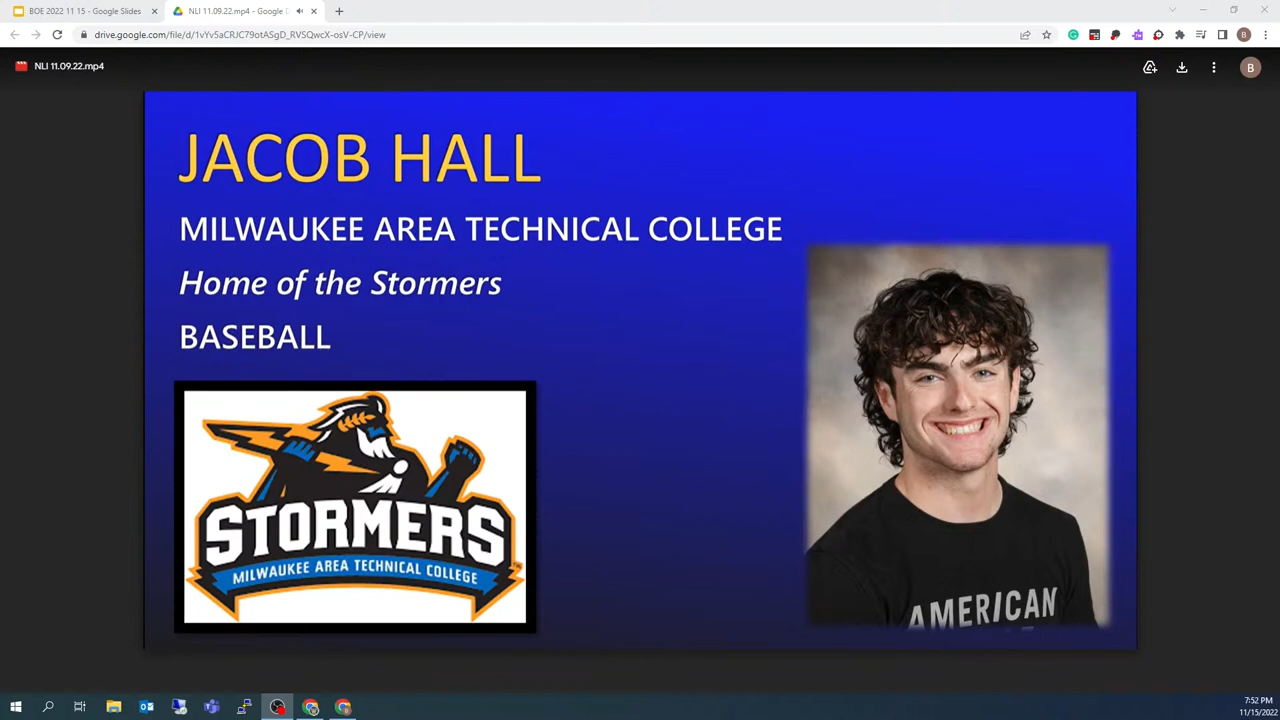 BOE 2022 11 15 - Google Slides
NLI 11.09.22.mp4 - Google D
drive.google.com/file/d/1vYv5aCRJC79otASgD_RVSQwcX-osV-CP/view
B
NLI 11.09.22.mp4
B
JACOB HALL
MILWAUKEE AREA TECHNICAL COLLEGE
Home of the Stormers
BASEBALL
STORMERS
MILWAUKEE AREA TECHNICAL COLLEGE
AMERICAN
7:52 PM
11/15/2022